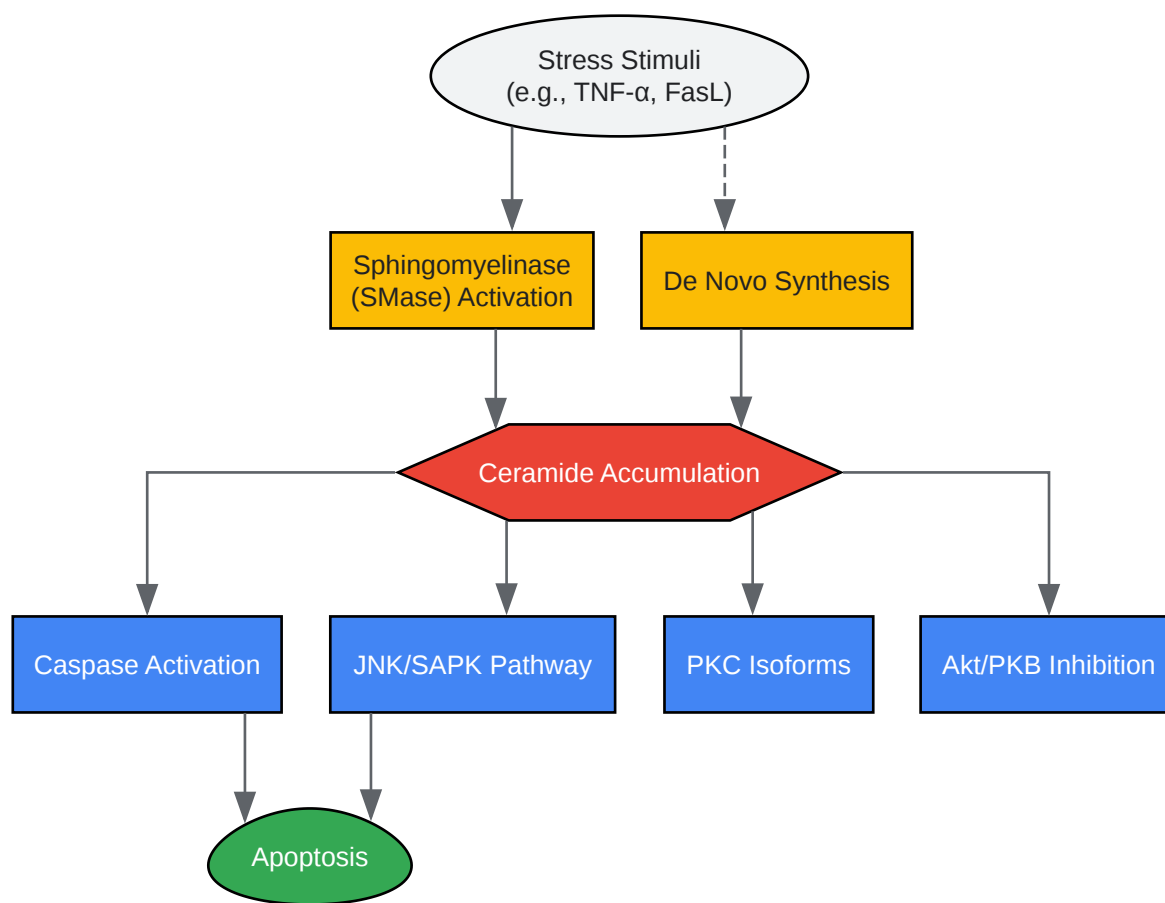 Stress Stimuli
(e.g., TNF-α, FasL)
Sphingomyelinase
(SMase) Activation
De Novo Synthesis
Ceramide Accumulation
Caspase Activation
JNK/SAPK Pathway
PKC Isoforms
Akt/PKB Inhibition
Apoptosis